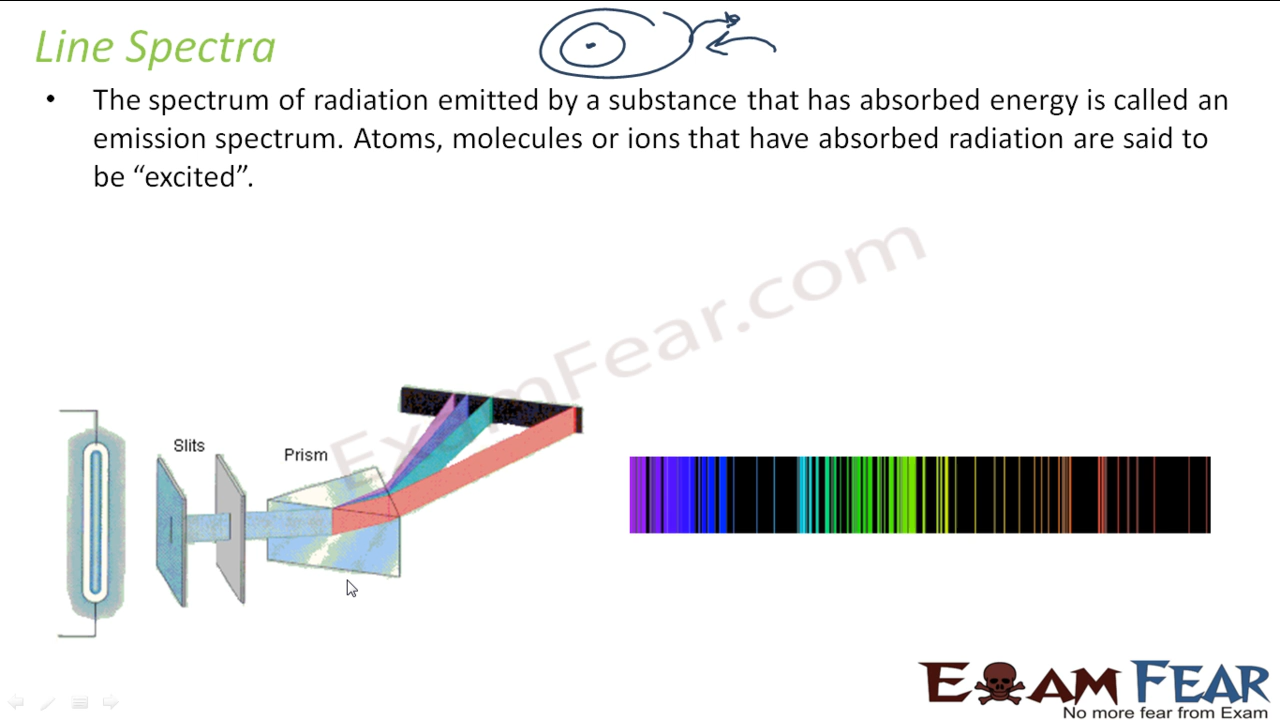 Line Spectra
• The spectrum of radiation emitted by a substance that has absorbed energy is called an
emission spectrum. Atoms, molecules or ions that have absorbed radiation are said to
be “excited”.
ExamFear.com
Slits
Prism
EXAM FEAR
No more fear from Exam